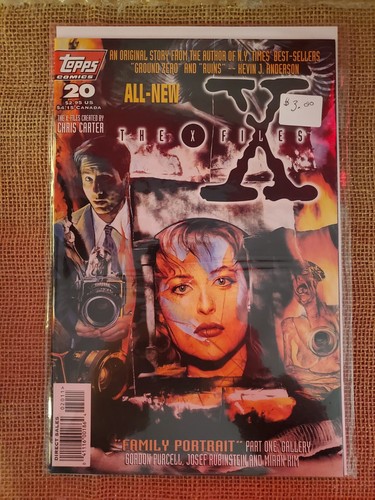 Topps
COMICS
20
$2.95 US
$4.15 CANADA
THE X-FILES CREATED BY
CHRIS CARTER
AN ORIGINAL STORY FROM THE AUTHOR OF N.Y. TIMES' BEST-SELLERS
"GROUND ZERO" AND "RUINS" — KEVIN J. ANDERSON
ALL-NEW
$3.00
X
THE X FILES
"FAMILY PORTRAIT" PART ONE: GALLERY
GORDON PURCELL, JOSEF RUBINSTEIN AND MIRAN KIM
DIRECT SALES